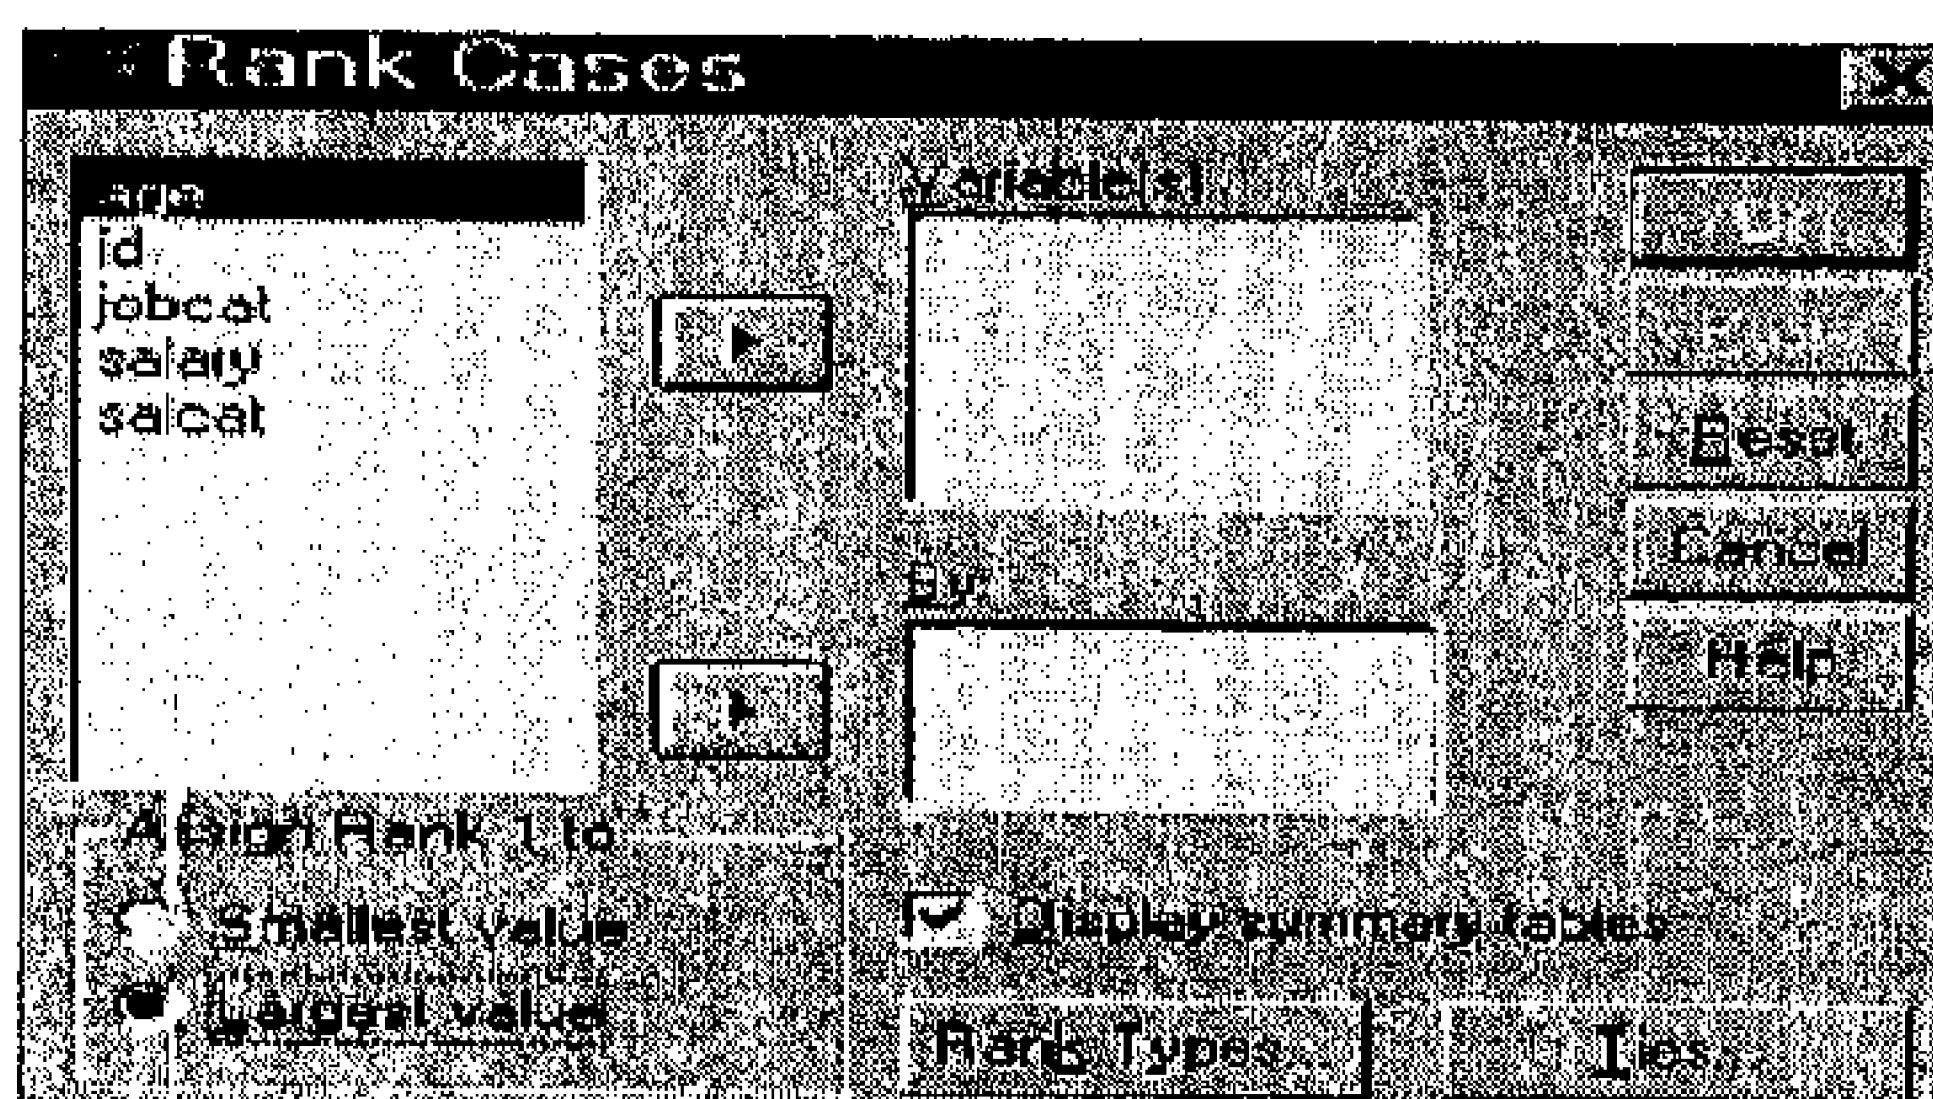 Rank Cases
age
id
jobcat
salary
salcat
Variable(s)
By:
Reset
Cancel
Help
Assign Rank 1 to
Smallest value
Largest value
Display summary tables
Rank Types...
Ties...